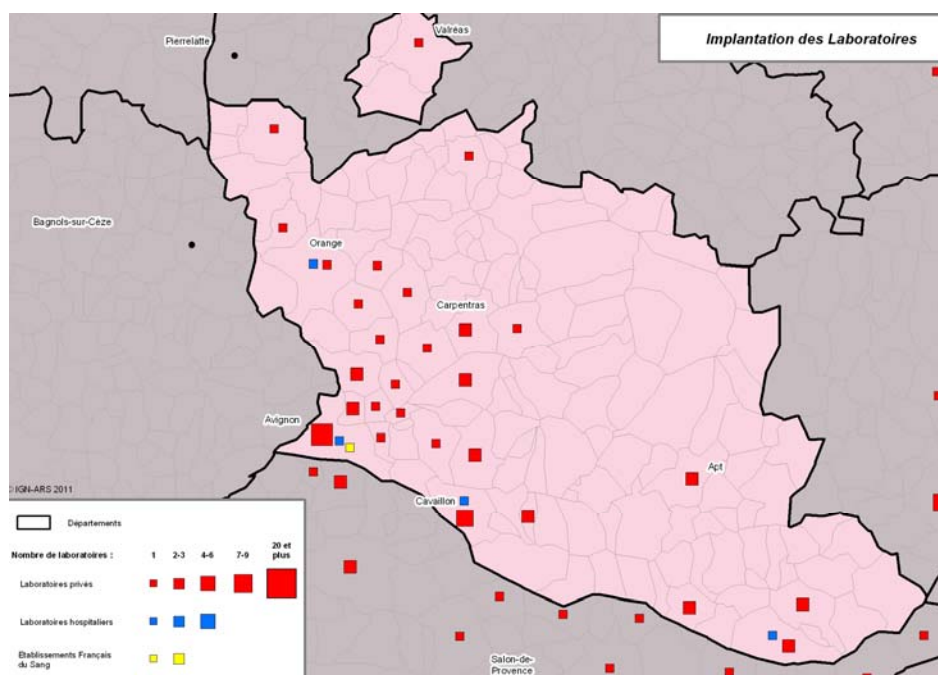 Implantation des Laboratoires
Valréas
Pierrelatte
Bagnols-sur-Cèze
Orange
Carpentras
Avignon
Apt
Cavaillon
© IGN-ARS 2011
Départements
Nombre de laboratoires :
1
2-3
4-6
7-9
20 et
plus
Laboratoires privés
Laboratoires hospitaliers
Etablissements Français
du Sang
Salon-de-
Provence